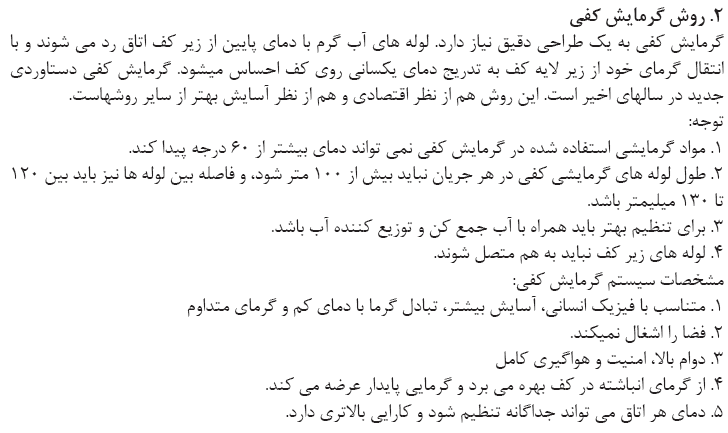 ۲. روش گرمایش کفی
گرمایش کفی به یک طراحی دقیق نیاز دارد. لوله های آب گرم با دمای پایین از زیر کف اتاق رد می شوند و با
انتقال گرمای خود از زیر لایه کف به تدریج دمای یکسانی روی کف احساس میشود. گرمایش کفی دستاوردی
جدید در سالهای اخیر است. این روش هم از نظر اقتصادی و هم از نظر آسایش بهتر از سایر روشهاست.
توجه:
۱. مواد گرمایشی استفاده شده در گرمایش کفی نمی تواند دمای بیشتر از ۶۰ درجه پیدا کند.
۲. طول لوله های گرمایشی کفی در هر جریان نباید بیش از ۱۰۰ متر شود، و فاصله بین لوله ها نیز باید بین ۱۲۰
تا ۱۳۰ میلیمتر باشد.
۳. برای تنظیم بهتر باید همراه با آب جمع کن و توزیع کننده آب باشد.
۴. لوله های زیر کف نباید به هم متصل شوند.
مشخصات سیستم گرمایش کفی:
۱. متناسب با فیزیک انسانی، آسایش بیشتر، تبادل گرما با دمای کم و گرمای متداوم
۲. فضا را اشغال نمیکند.
۳. دوام بالا، امنیت و هواگیری کامل
۴. از گرمای انباشته در کف بهره می برد و گرمایی پایدار عرضه می کند.
۵. دمای هر اتاق می تواند جداگانه تنظیم شود و کارایی بالاتری دارد.